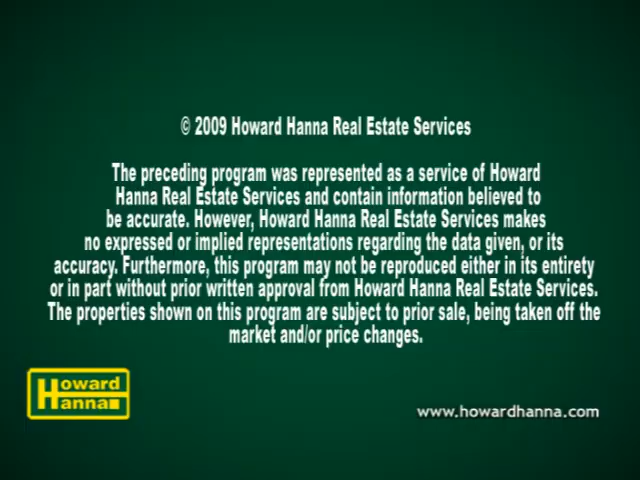 © 2009 Howard Hanna Real Estate Services
The preceding program was represented as a service of Howard
Hanna Real Estate Services and contain information believed to
be accurate. However, Howard Hanna Real Estate Services makes
no expressed or implied representations regarding the data given, or its
accuracy. Furthermore, this program may not be reproduced either in its entirety
or in part without prior written approval from Howard Hanna Real Estate Services.
The properties shown on this program are subject to prior sale, being taken off the
market and/or price changes.
Howard
Hanna
www.howardhanna.com